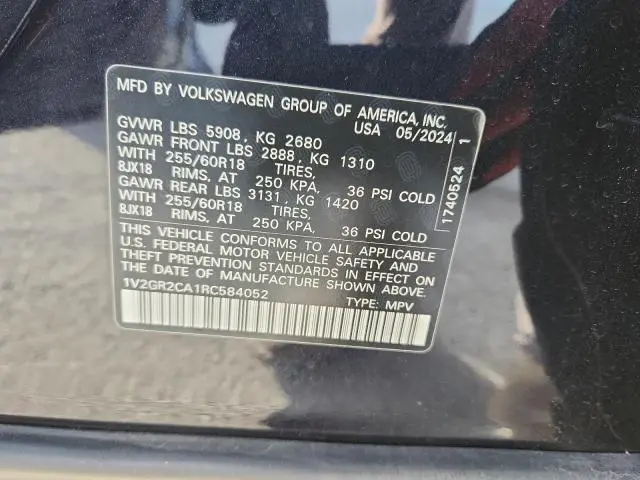 MFD BY VOLKSWAGEN GROUP OF AMERICA, INC.
USA 05/2024
GVWR LBS 5908, KG 2680
GAWR FRONT LBS 2888, KG 1310
WITH 255/60R18 TIRES,
8JX18 RIMS, AT 250 KPA, 36 PSI COLD
GAWR REAR LBS 3131, KG 1420
WITH 255/60R18 TIRES,
8JX18 RIMS, AT 250 KPA, 36 PSI COLD
THIS VEHICLE CONFORMS TO ALL APPLICABLE
U.S. FEDERAL MOTOR VEHICLE SAFETY AND
THEFT PREVENTION STANDARDS IN EFFECT ON
THE DATE OF MANUFACTURE SHOWN ABOVE
1V2GR2CA1RC584052
TYPE: MPV
1740524 1